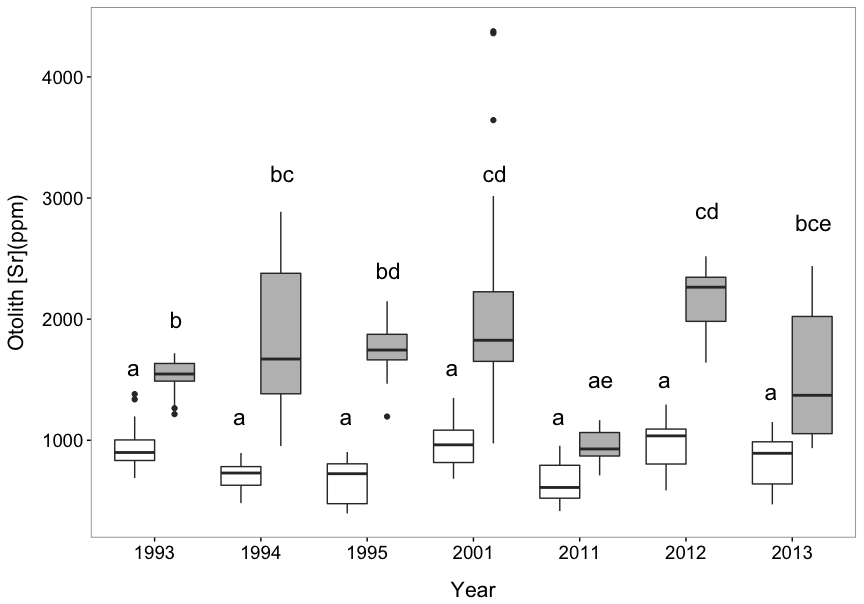 Otolith [Sr](ppm)
4000
3000
2000
1000
a
b
a
bc
a
bd
a
cd
a
ae
a
cd
a
bce
1993
1994
1995
2001
2011
2012
2013
Year